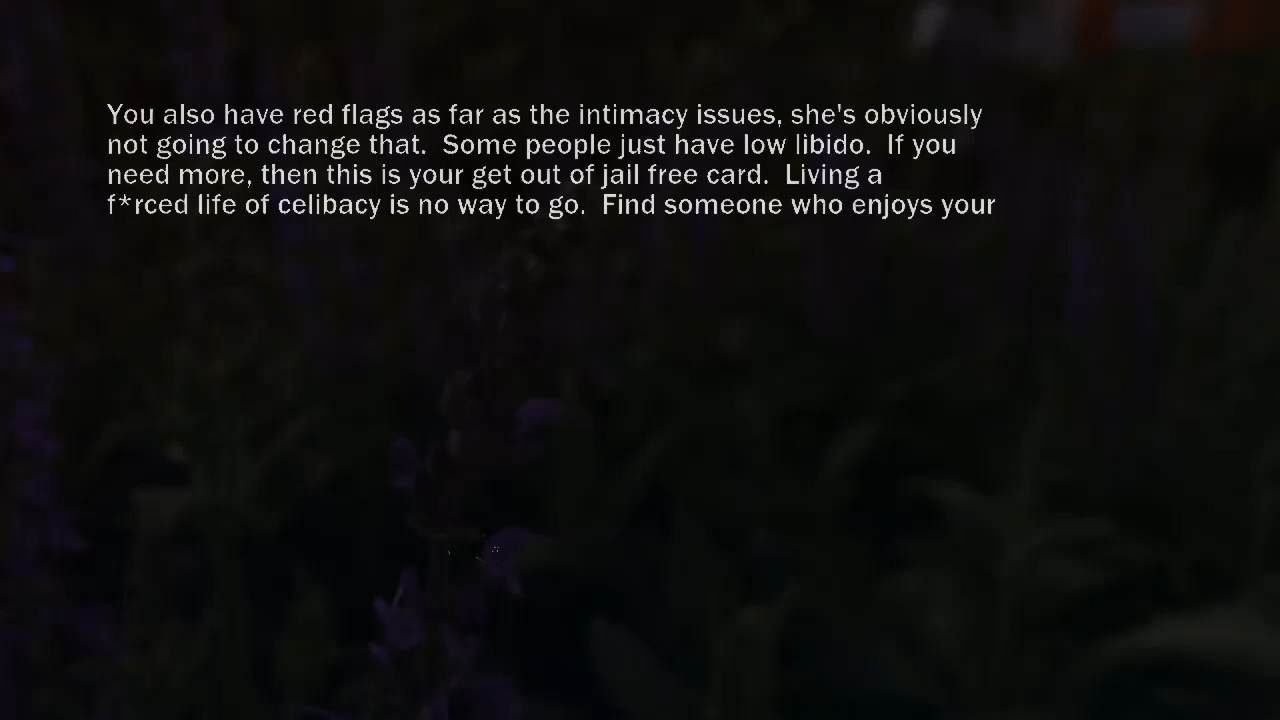 You also have red flags as far as the intimacy issues, she's obviously
not going to change that.  Some people just have low libido.  If you
need more, then this is your get out of jail free card.  Living a
f*rced life of celibacy is no way to go.  Find someone who enjoys your